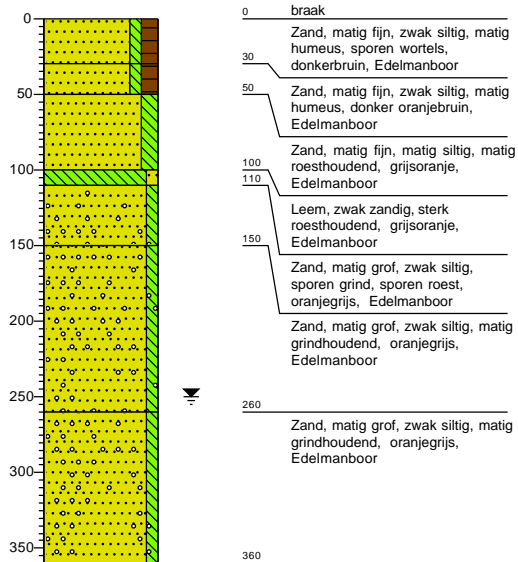 0
50
100
150
200
250
300
350
0
braak
Zand, matig fijn, zwak siltig, matig
humeus, sporen wortels,
donkerbruin, Edelmanboor
30
Zand, matig fijn, zwak siltig, matig
humeus, donker oranjebruin,
Edelmanboor
50
Zand, matig fijn, matig siltig, matig
roesthoudend, grijsoranje,
Edelmanboor
100
Leem, zwak zandig, sterk
roesthoudend, grijsoranje,
Edelmanboor
110
Zand, matig grof, zwak siltig,
sporen grind, sporen roest,
oranjegrijs, Edelmanboor
150
Zand, matig grof, zwak siltig, matig
grindhoudend, oranjegrijs,
Edelmanboor
260
Zand, matig grof, zwak siltig, matig
grindhoudend, oranjegrijs,
Edelmanboor
360